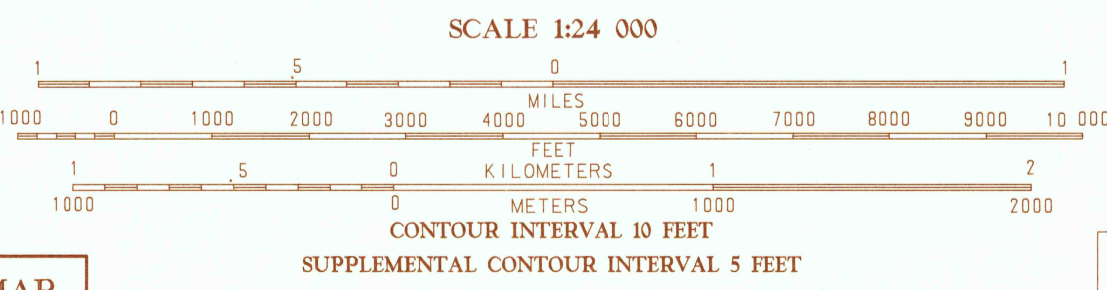 SCALE 1:24 000
1 .5 0 1
MILES
1000 0 1000 2000 3000 4000 5000 6000 7000 8000 9000 10 000
FEET
1 .5 0 KILOMETERS 1 2
1000 0 METERS 1000 2000
CONTOUR INTERVAL 10 FEET
SUPPLEMENTAL CONTOUR INTERVAL 5 FEET